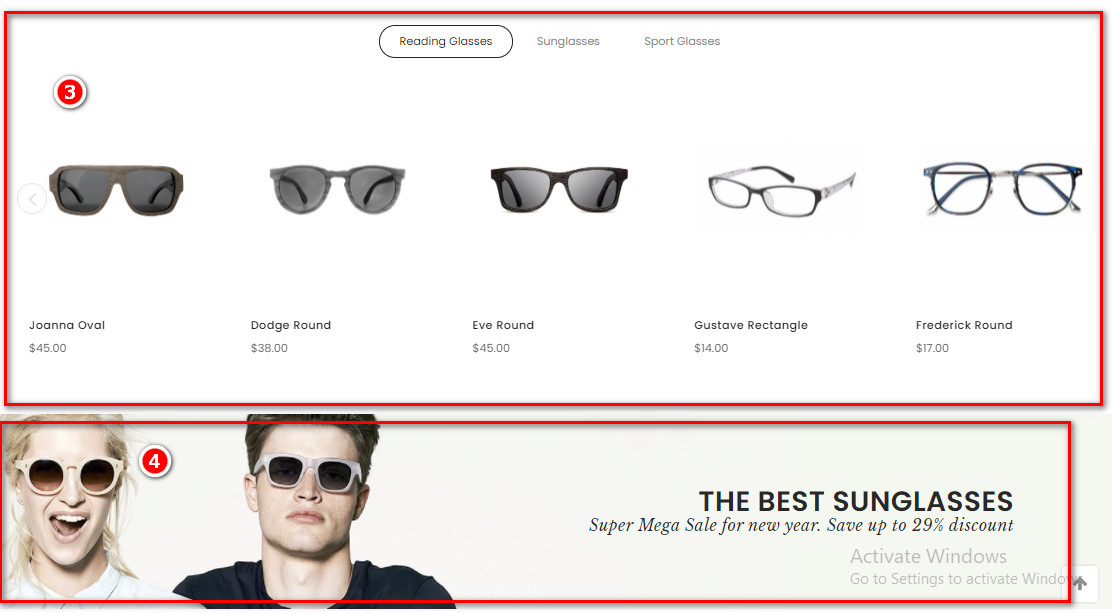 Reading Glasses
Sunglasses
Sport Glasses
3
Joanna Oval
Dodge Round
Eve Round
Gustave Rectangle
Frederick Round
$45.00
$38.00
$45.00
$14.00
$17.00
4
THE BEST SUNGLASSES
Super Mega Sale for new year. Save up to 29% discount
Activate Windows
Go to Settings to activate Windows